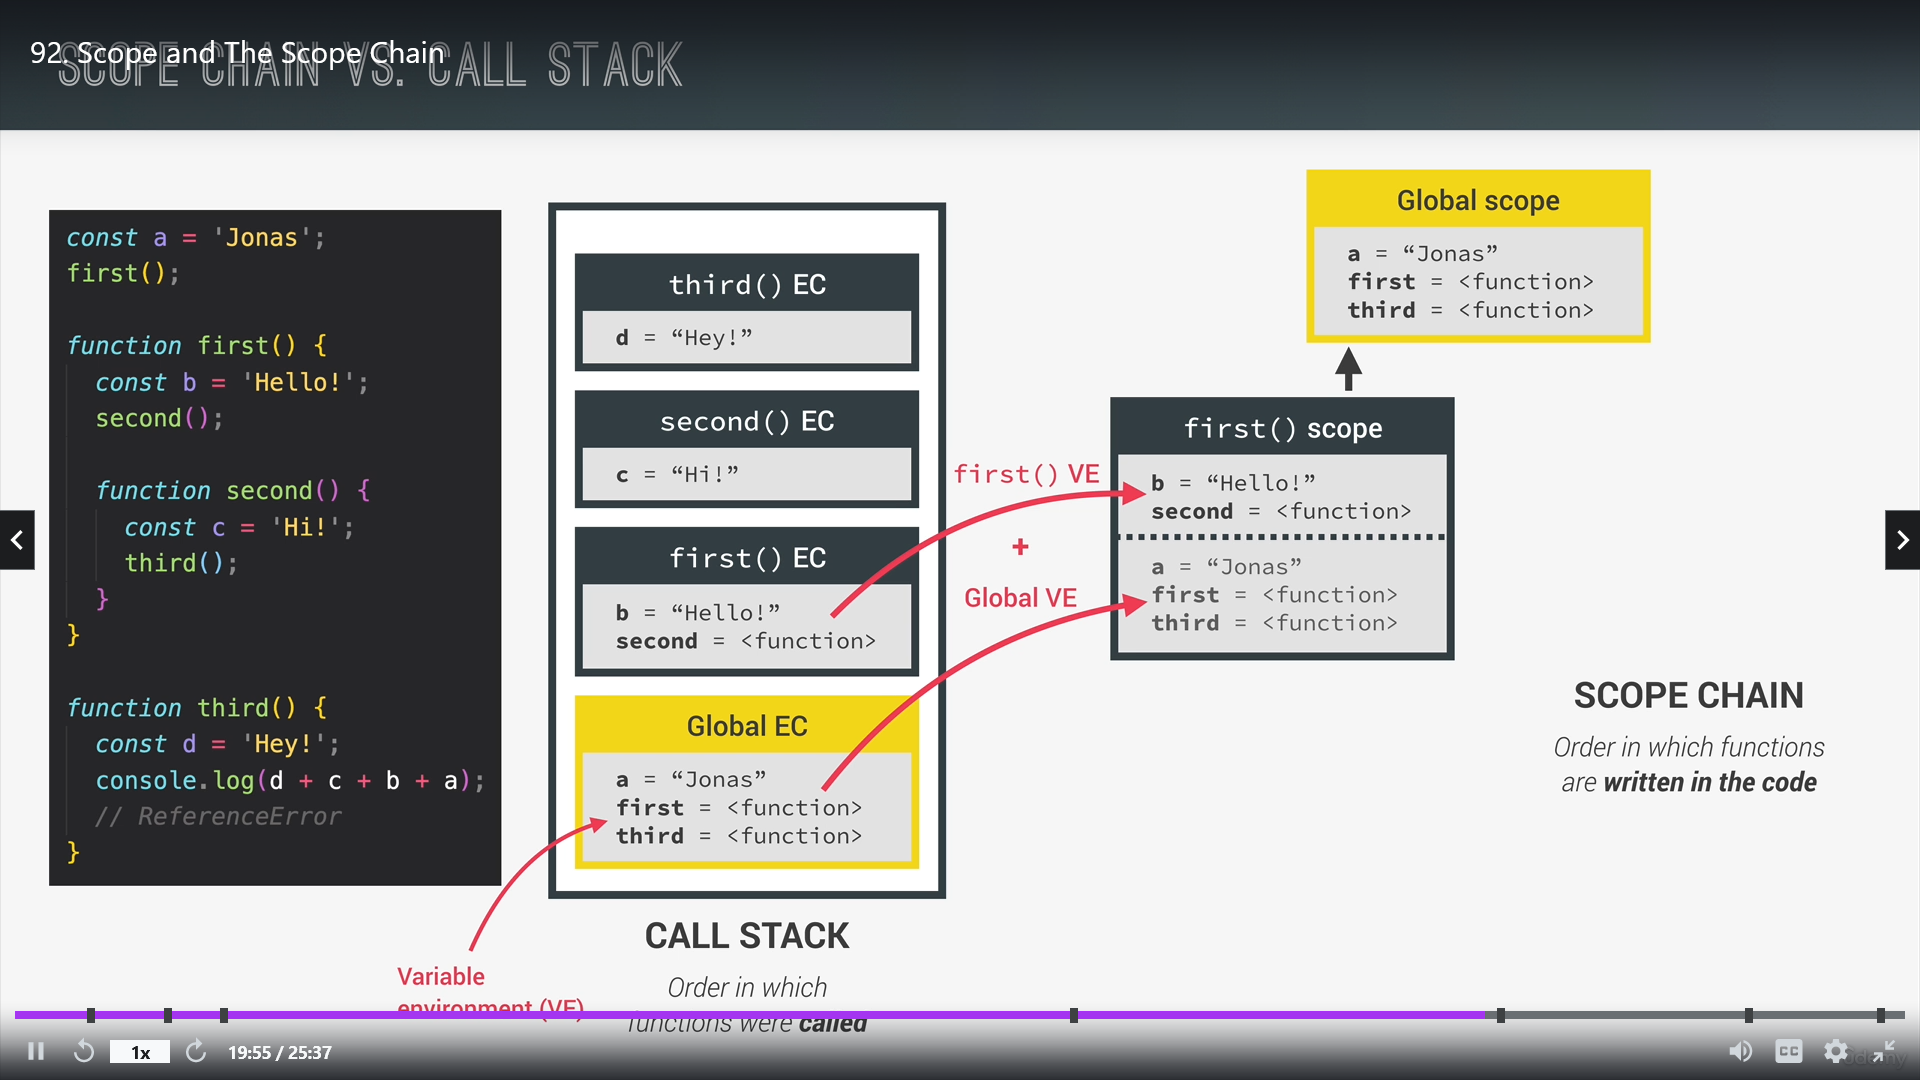 92. Scope and The Scope Chain
SCOPE CHAIN VS. CALL STACK
const a = 'Jonas';
first();
function first() {
const b = 'Hello!';
second();
function second() {
const c = 'Hi!';
third();
}
}
function third() {
const d = 'Hey!';
console.log(d + c + b + a);
// ReferenceError
}
third() EC
d = “Hey!”
second() EC
c = “Hi!”
first() EC
b = “Hello!”
second = <function>
Global EC
a = “Jonas”
first = <function>
third = <function>
Variable
environment (VE)
CALL STACK
Order in which
functions were called
first() VE
+
Global VE
Global scope
a = “Jonas”
first = <function>
third = <function>
first() scope
b = “Hello!”
second = <function>
a = “Jonas”
first = <function>
third = <function>
SCOPE CHAIN
Order in which functions
are written in the code
1x
19:55 / 25:37
CC
udemy